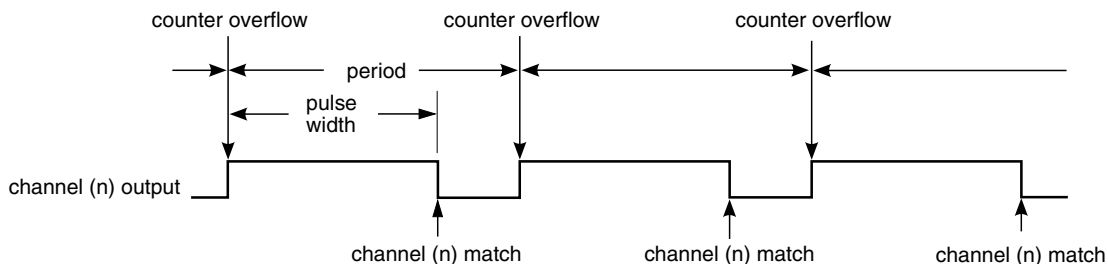 counter overflow counter overflow counter overflow
period
pulse
width
channel (n) output
channel (n) match channel (n) match channel (n) match